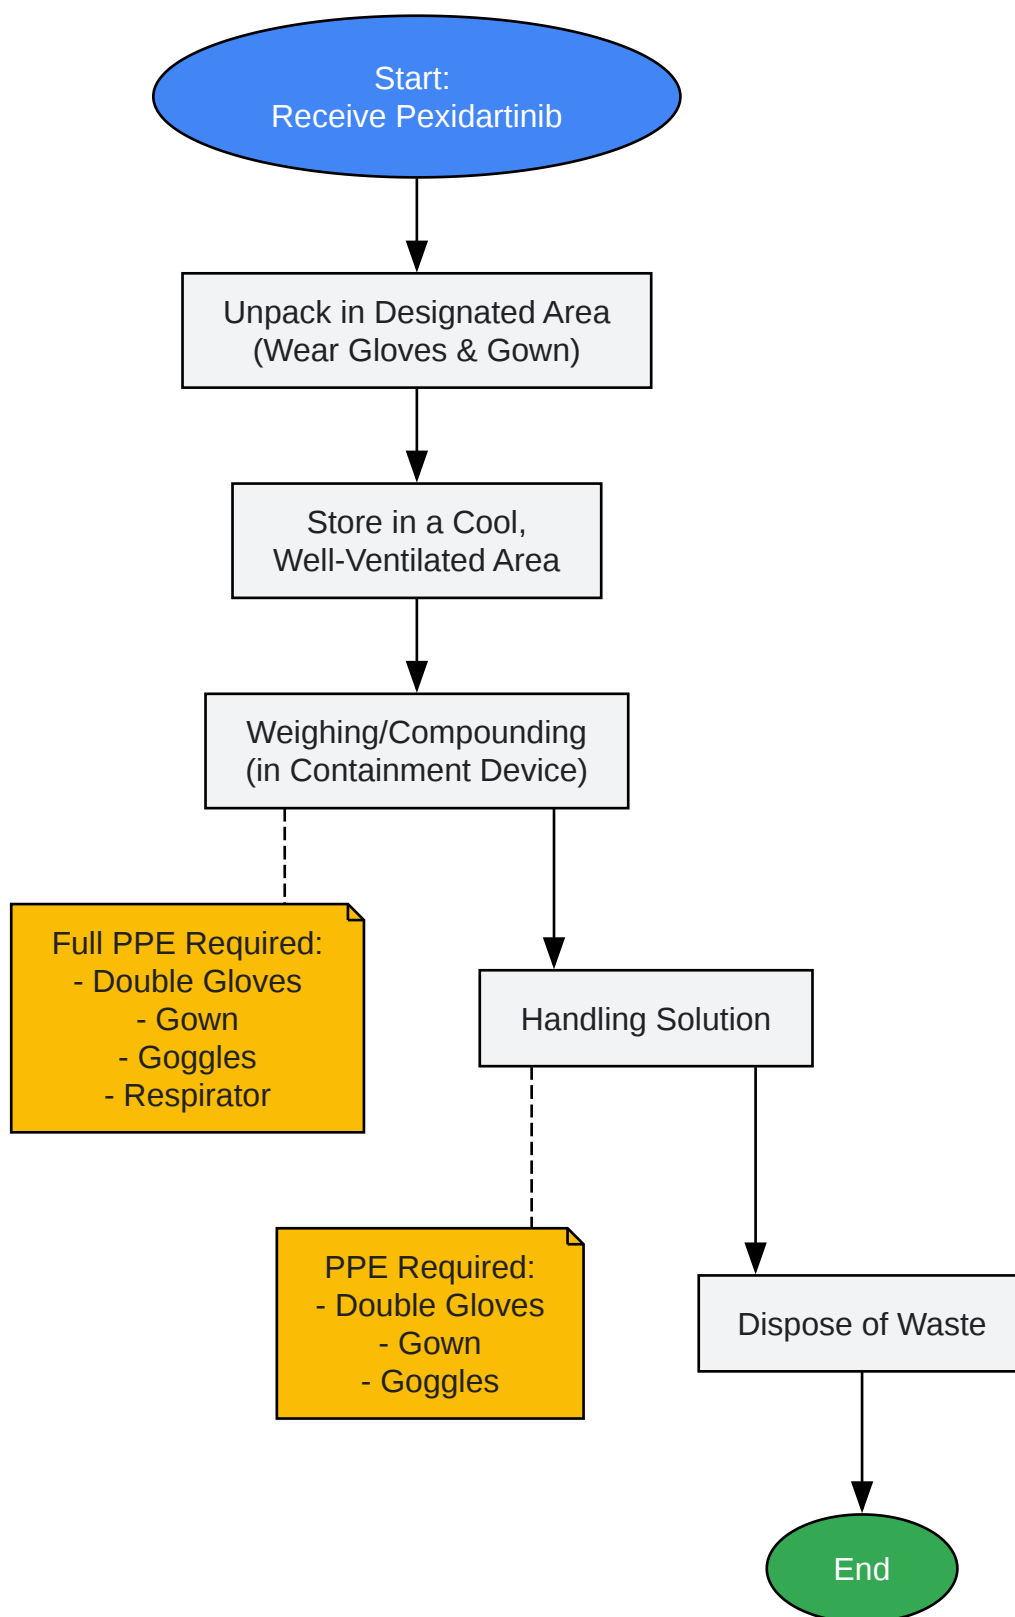 Start:
Receive Pexidartinib
Unpack in Designated Area
(Wear Gloves & Gown)
Store in a Cool,
Well-Ventilated Area
Weighing/Compounding
(in Containment Device)
Full PPE Required:
- Double Gloves
- Gown
- Goggles
- Respirator
Handling Solution
PPE Required:
- Double Gloves
- Gown
- Goggles
Dispose of Waste
End